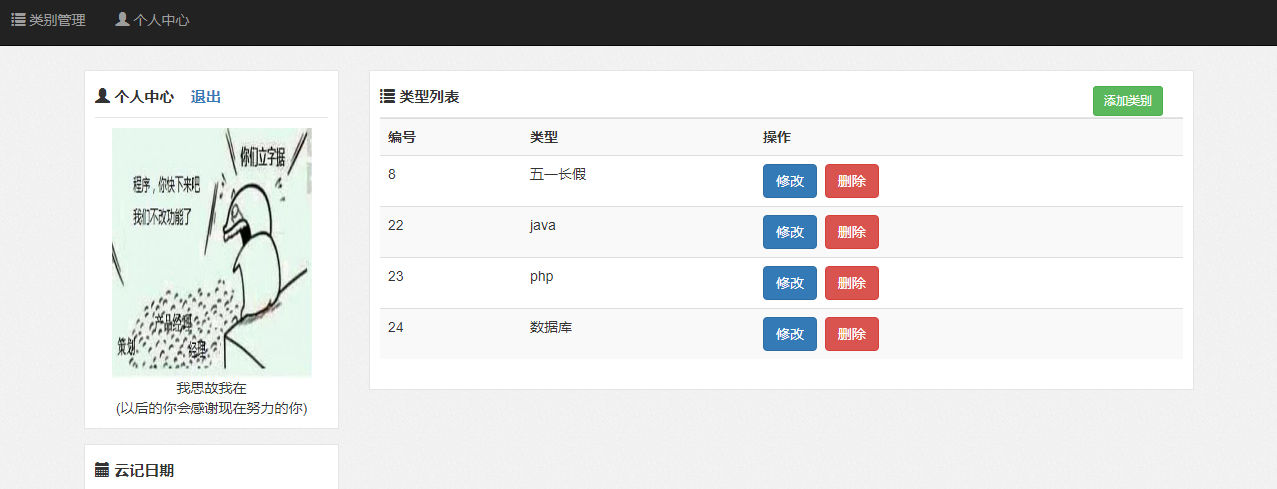 类别管理 个人中心
个人中心 退出
你们立字据
程序，你快下来吧
我们不改功能了
产品经理
策划
经理
我思故我在
(以后的你会感谢现在努力的你)
云记日期
类型列表 添加类别
编号 类型 操作
8 五一长假 修改 删除
22 java 修改 删除
23 php 修改 删除
24 数据库 修改 删除